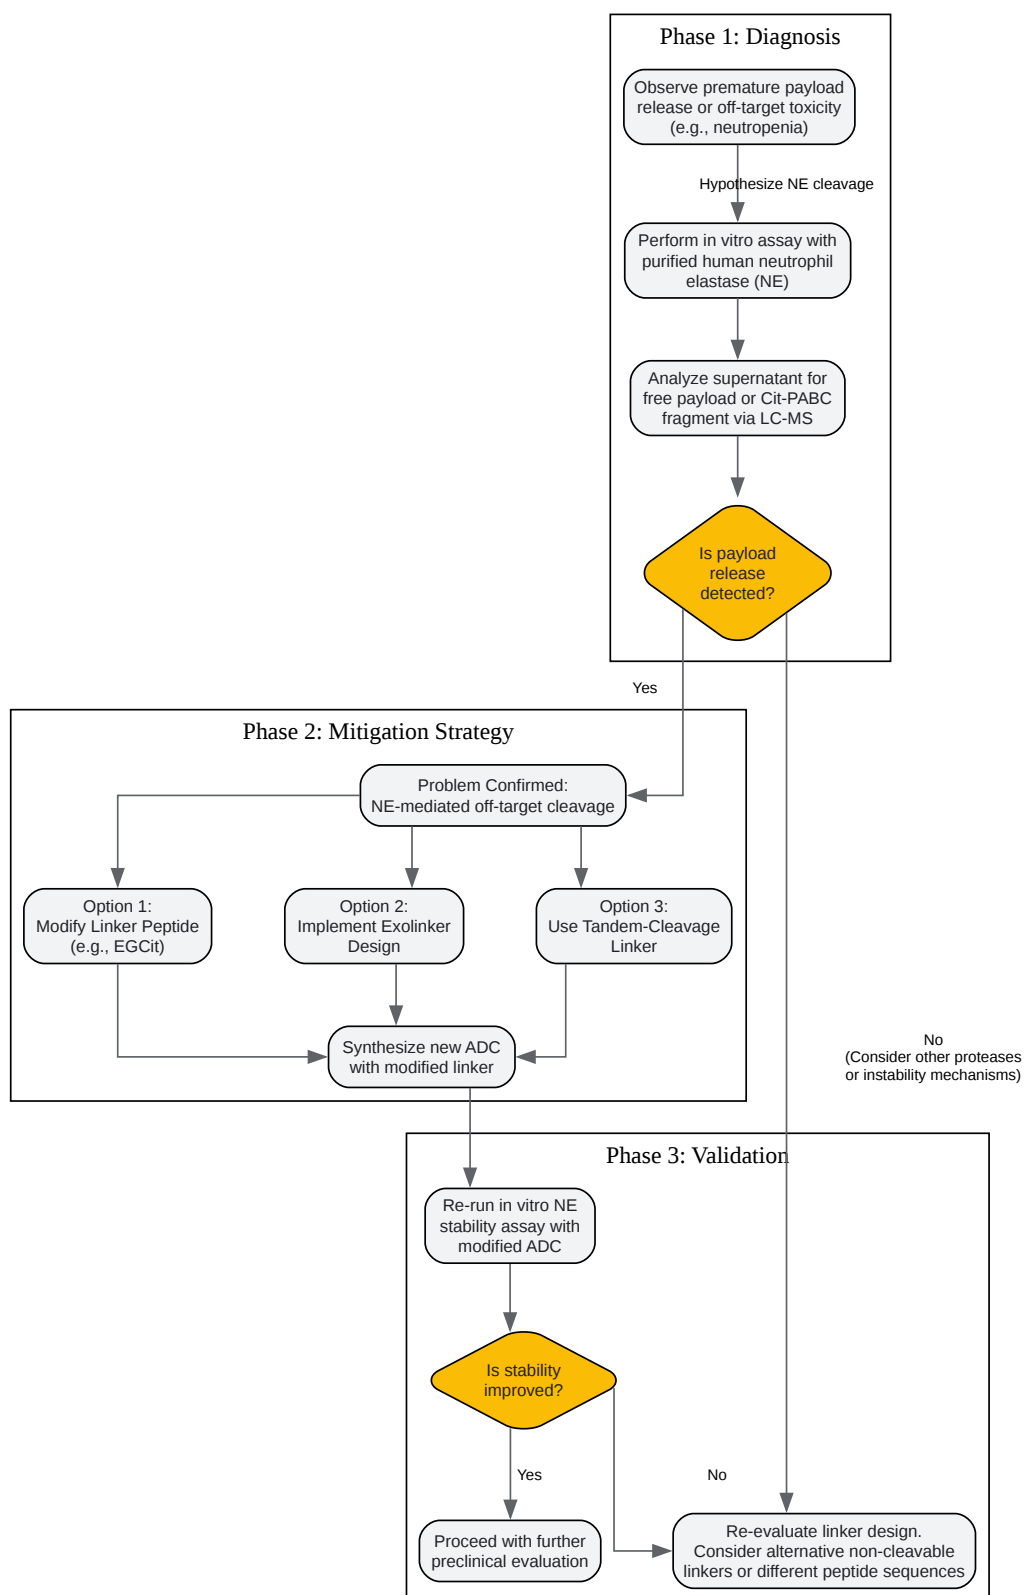 Phase 1: Diagnosis
Observe premature payload
release or off-target toxicity
(e.g., neutropenia)
Hypothesize NE cleavage
Perform in vitro assay with
purified human neutrophil
elastase (NE)
Analyze supernatant for
free payload or Cit-PABC
fragment via LC-MS
Is payload
release
detected?
Yes
Phase 2: Mitigation Strategy
Problem Confirmed:
NE-mediated off-target cleavage
Option 1:
Modify Linker Peptide
(e.g., EGCit)
Option 2:
Implement Exolinker
Design
Option 3:
Use Tandem-Cleavage
Linker
Synthesize new ADC
with modified linker
No
(Consider other proteases
or instability mechanisms)
Phase 3: Validation
Re-run in vitro NE
stability assay with
modified ADC
Is stability
improved?
Yes
No
Proceed with further
preclinical evaluation
Re-evaluate linker design.
Consider alternative non-cleavable
linkers or different peptide sequences